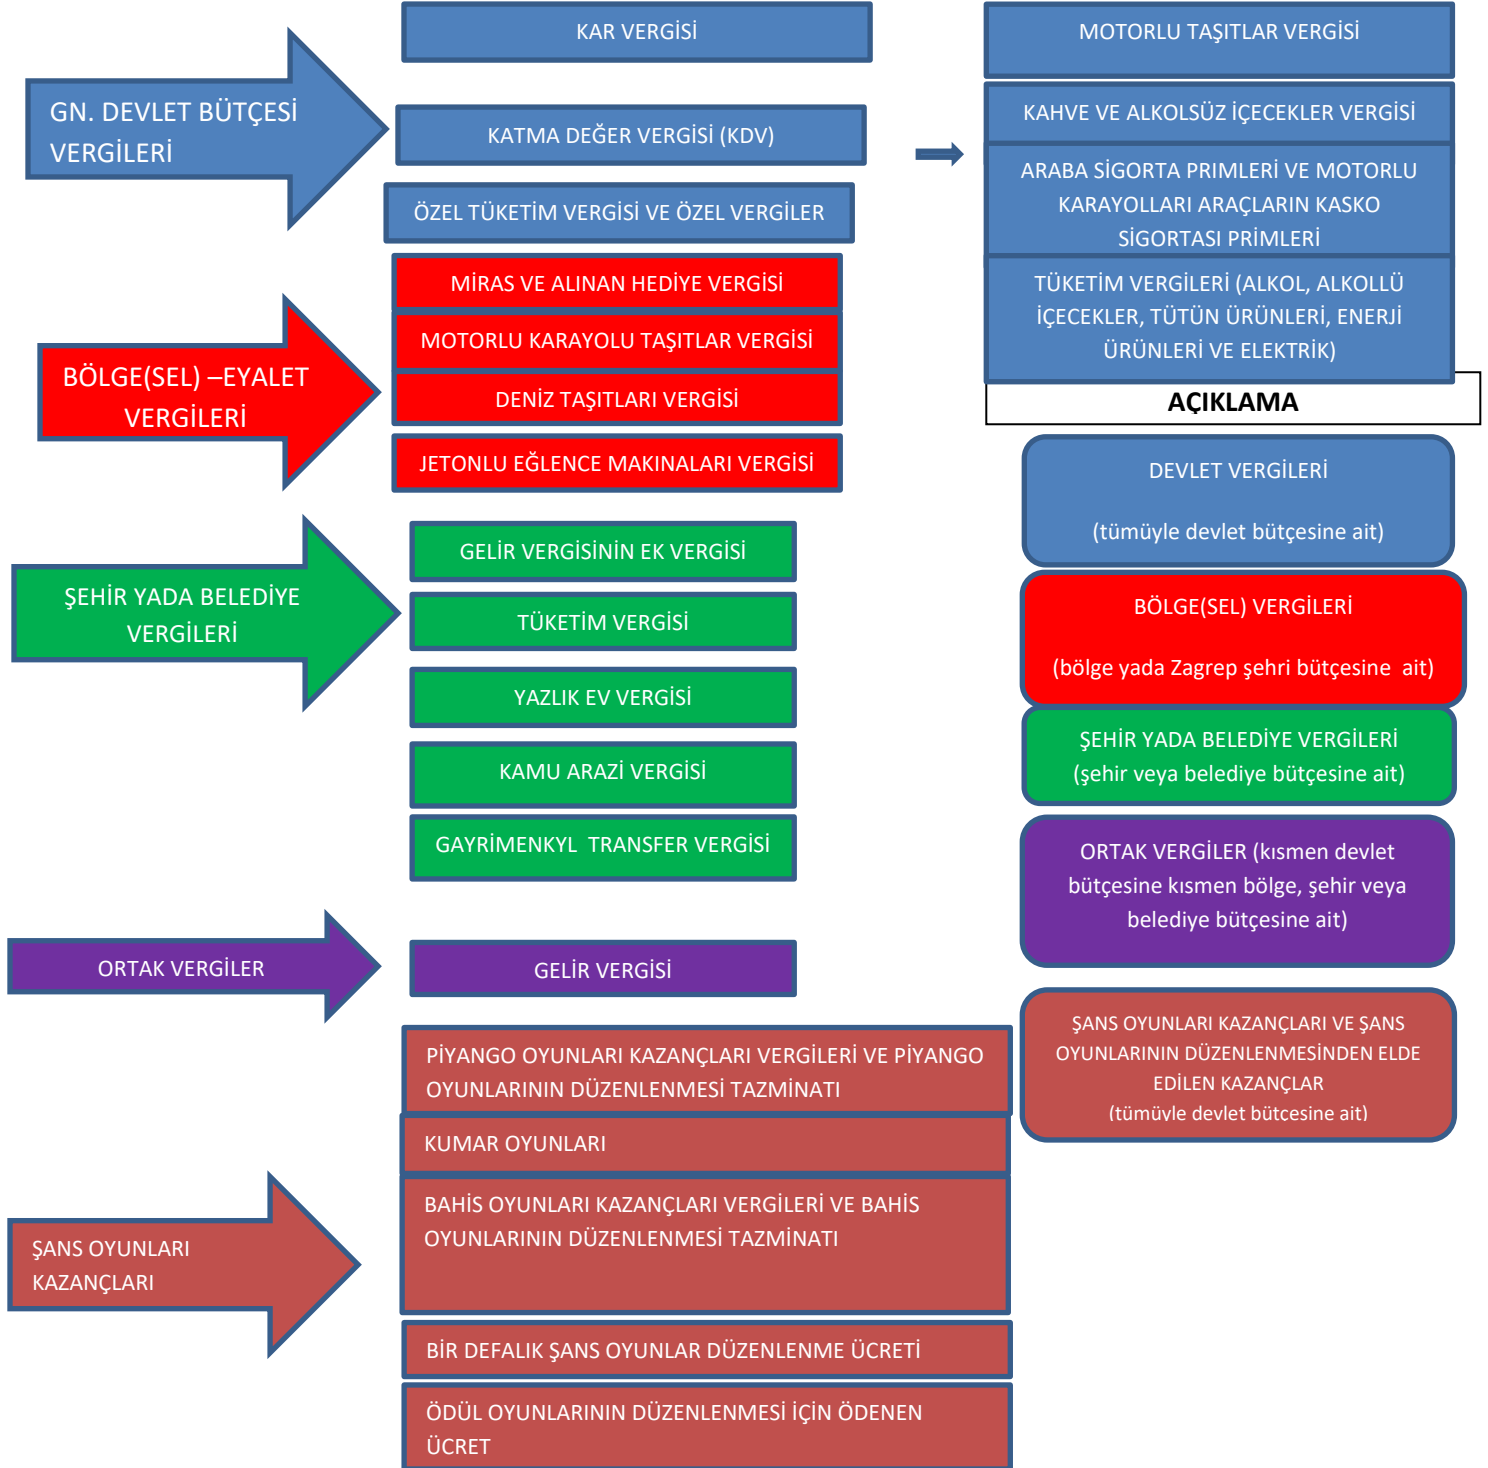 GN. DEVLET BÜTÇESİ
VERGİLERİ
KAR VERGİSİ
KATMA DEĞER VERGİSİ (KDV)
ÖZEL TÜKETİM VERGİSİ VE ÖZEL VERGİLER
MOTORLU TAŞITLAR VERGİSİ
KAHVE VE ALKOLSÜZ İÇECEKLER VERGİSİ
ARABA SİGORTA PRIMLERİ VE MOTORLU
KARAYOLLARI ARAÇLARIN KASKO
SİGORTASI PRİMLERİ
TÜKETİM VERGİLERİ (ALKOL, ALKOLLÜ
İÇECEKLER, TÜTÜN ÜRÜNLERİ, ENERJİ
ÜRÜNLERİ VE ELEKTRİK)
BÖLGE(SEL) –EYALET
VERGİLERİ
MİRAS VE ALINAN HEDİYE VERGİSİ
MOTORLU KARAYOLU TAŞITLAR VERGİSİ
DENİZ TAŞITLARI VERGİSİ
JETONLU EĞLENCE MAKINALARI VERGİSİ
ŞEHİR YADA BELEDİYE
VERGİLERİ
GELİR VERGİSİNİN EK VERGİSİ
TÜKETİM VERGİSİ
YAZLIK EV VERGİSİ
KAMU ARAZİ VERGİSİ
GAYRİMENKYL  TRANSFER VERGİSİ
ORTAK VERGİLER
GELİR VERGİSİ
ŞANS OYUNLARI
KAZANÇLARI
PİYANGO OYUNLARI KAZANÇLARI VERGİLERİ VE PİYANGO
OYUNLARININ DÜZENLENMESİ TAZMİNATI
KUMAR OYUNLARI
BAHİS OYUNLARI KAZANÇLARI VERGİLERİ VE BAHİS
OYUNLARININ DÜZENLENMESİ TAZMİNATI
BİR DEFALIK ŞANS OYUNLAR DÜZENLENME ÜCRETİ
ÖDÜL OYUNLARININ DÜZENLENMESİ İÇİN ÖDENEN
ÜCRET
AÇIKLAMA
DEVLET VERGİLERİ
(tümüyle devlet bütçesine ait)
BÖLGE(SEL) VERGİLERİ
(bölge yada Zagrep şehri bütçesine  ait)
ŞEHİR YADA BELEDİYE VERGİLERİ
(şehir veya belediye bütçesine ait)
ORTAK VERGİLER (kısmen devlet
bütçesine kısmen bölge, şehir veya
belediye bütçesine ait)
ŞANS OYUNLARI KAZANÇLARI VE ŞANS
OYUNLARININ DÜZENLENMESİNDEN ELDE
EDİLEN KAZANÇLAR
(tümüyle devlet bütçesine ait)